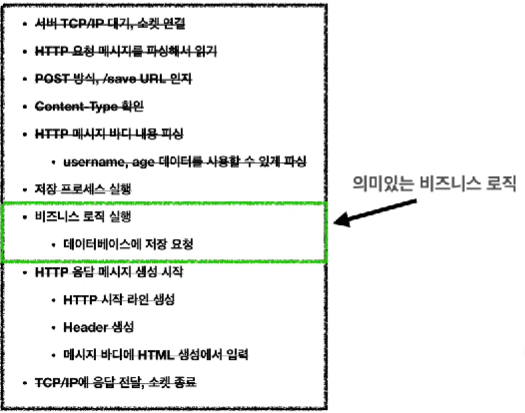 서버 TCP/IP 대기, 소켓 연결
HTTP 요청 메시지를 파싱해서 읽기
POST 방식, /save URL 인지
Content-Type 확인
HTTP 메시지 바디 내용 파싱
username, age 데이터를 사용할 수 있게 파싱
저장 프로세스 실행
비즈니스 로직 실행
데이터베이스에 저장 요청
의미있는 비즈니스 로직
HTTP 응답 메시지 생성 시작
HTTP 시작 라인 생성
Header 생성
메시지 바디에 HTML 생성에서 입력
TCP/IP에 응답 전달, 소켓 종료